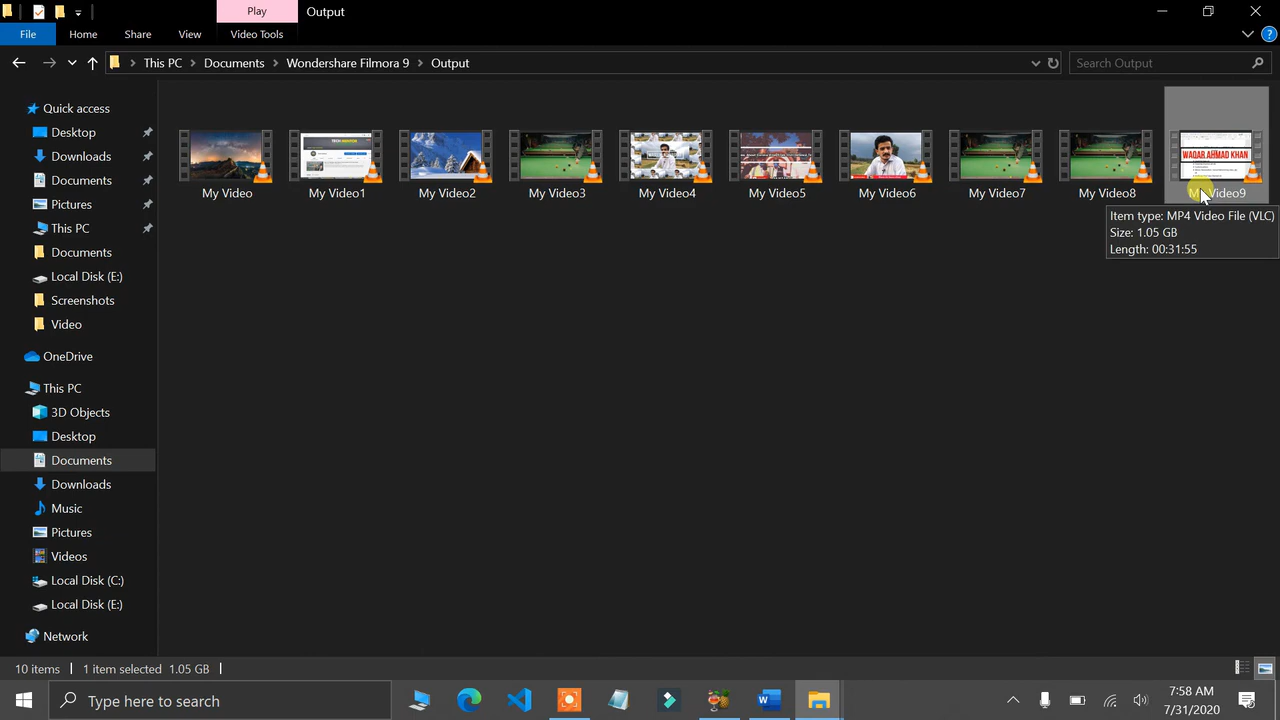 Play
Output
File
Home
Share
View
Video Tools
This PC
Documents
Wondershare Filmora 9
Output
Search Output
Quick access
Desktop
Downloads
Documents
Pictures
This PC
Documents
Local Disk (E:)
Screenshots
Video
OneDrive
This PC
3D Objects
Desktop
Documents
Downloads
Music
Pictures
Videos
Local Disk (C:)
Local Disk (E:)
Network
My Video
My Video1
My Video2
My Video3
My Video4
My Video5
My Video6
My Video7
My Video8
WAQAR AHMAD KHAN
My Video9
Item type: MP4 Video File (VLC)
Size: 1.05 GB
Length: 00:31:55
10 items
1 item selected 1.05 GB
Type here to search
7:58 AM
7/31/2020